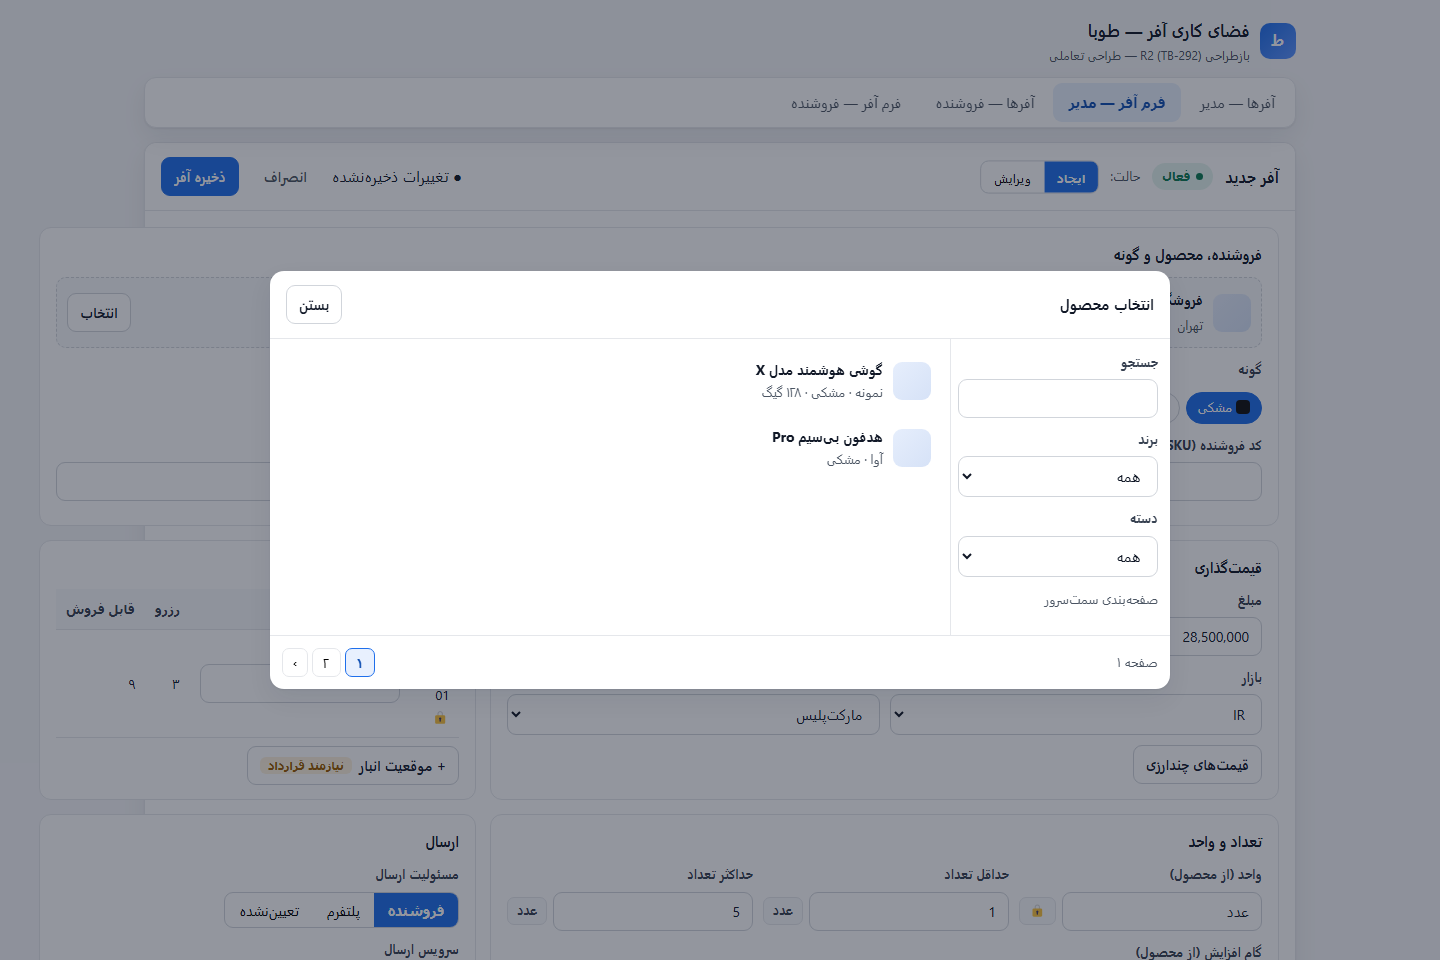 ط
فضای کاری آفر — طوبا
بازطراحی R2 (TB-292) — طراحی تعاملی
آفرها — مدیر
فرم آفر — مدیر
آفرها — فروشنده
فرم آفر — فروشنده
آفر جدید
● فعال
حالت:
ایجاد
ویرایش
● تغییرات ذخیره‌نشده
انصراف
ذخیره آفر
فروشنده، محصول و گونه
تهران
انتخاب
گونه
مشکی
کد فروشنده
انتخاب محصول
بستن
جستجو
برند
همه
دسته
همه
صفحه‌بندی سمت‌سرور
گوشی هوشمند مدل X
نمونه · مشکی · ۱۲۸ گیگ
هدفون بی‌سیم Pro
آوا · مشکی
صفحه ۱
۱
۲
›
قیمت‌گذاری
مبلغ
28,500,000
بازار
IR
مارکت‌پلیس
قیمت‌های چندارزی
رزرو
قابل فروش
01
۳
۹
+ موقعیت انبار نیازمند قرارداد
تعداد و واحد
واحد (از محصول)
حداقل تعداد
حداکثر تعداد
عدد
1
عدد
5
عدد
گام افزایش (از محصول)
ارسال
مسئولیت ارسال
فروشنده
پلتفرم
تعیین‌نشده
سرویس ارسال